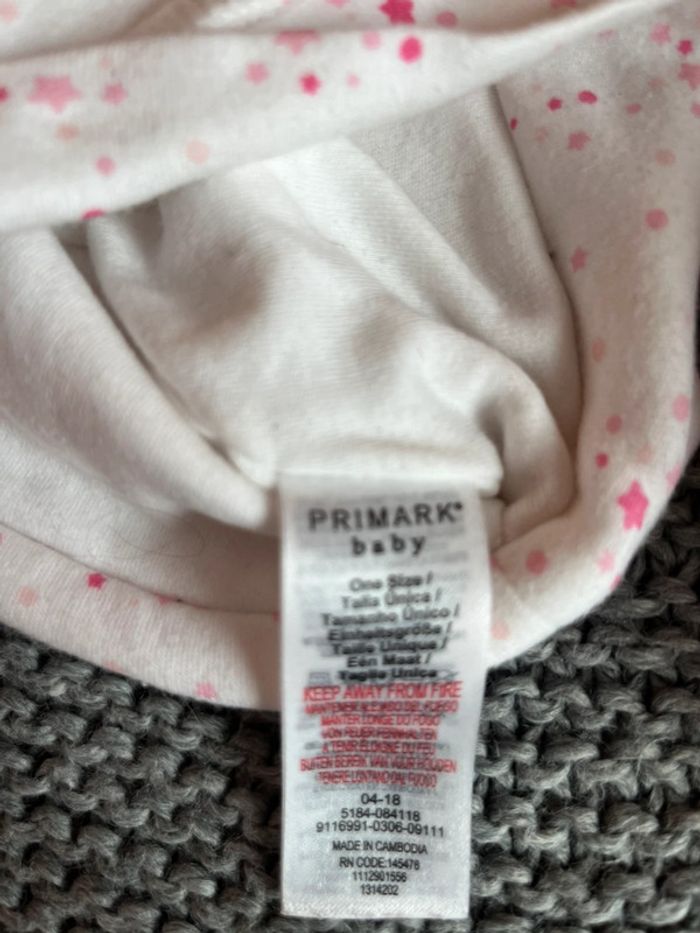 PRIMARK®
baby
One Size /
Talla Única /
Tamanho Único /
Einheitsgröße /
Taille Unique /
Eén Maat /
Taglia Unica
KEEP AWAY FROM FIRE
MANTENER ALEJADO DEL FUEGO
MANTER LONGE DO FOGO
VON FEUER FERNHALTEN
À TENIR ÉLOIGNÉ DU FEU
BUITEN BEREIK VAN VUUR HOUDEN
TENERE LONTANO DAL FUOCO
04-18
5184-084118
9116991-0306-09111
MADE IN CAMBODIA
RN CODE:145478
1112901556
1314202